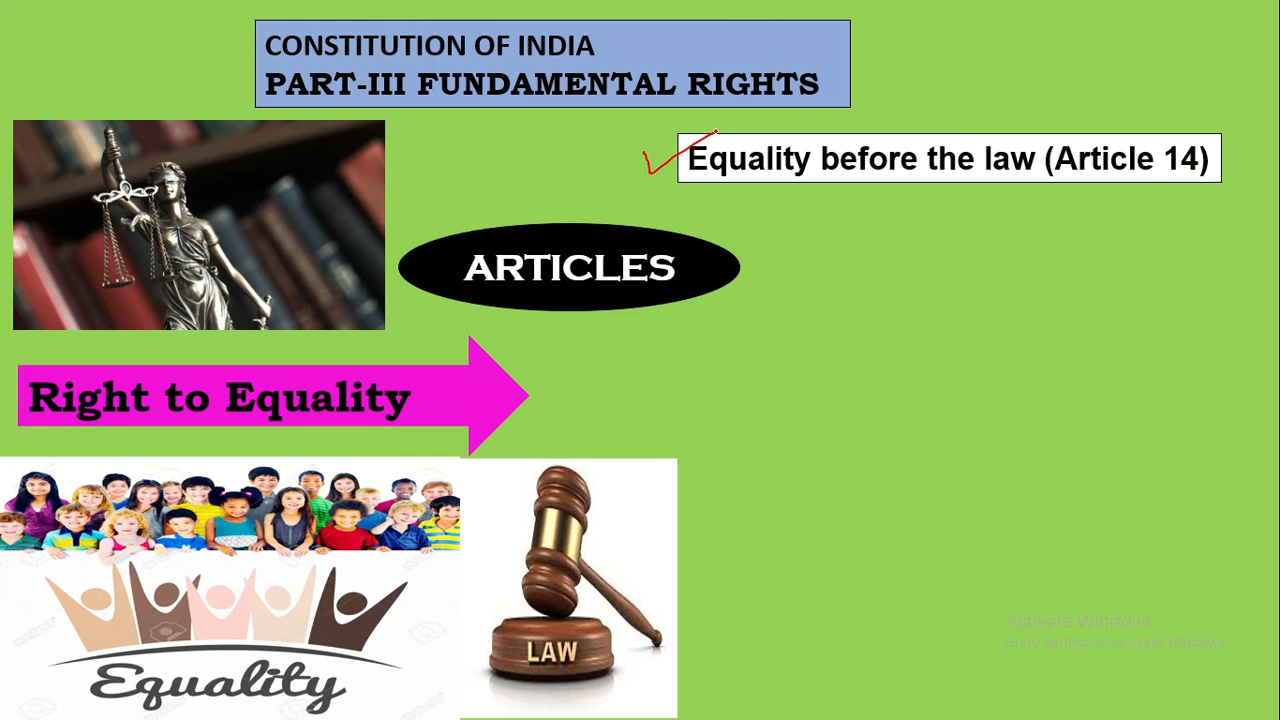 CONSTITUTION OF INDIA
PART-III FUNDAMENTAL RIGHTS
Equality before the law (Article 14)
ARTICLES
Right to Equality
LAW
Equality
Activate Windows
Go to Settings to activate Windows